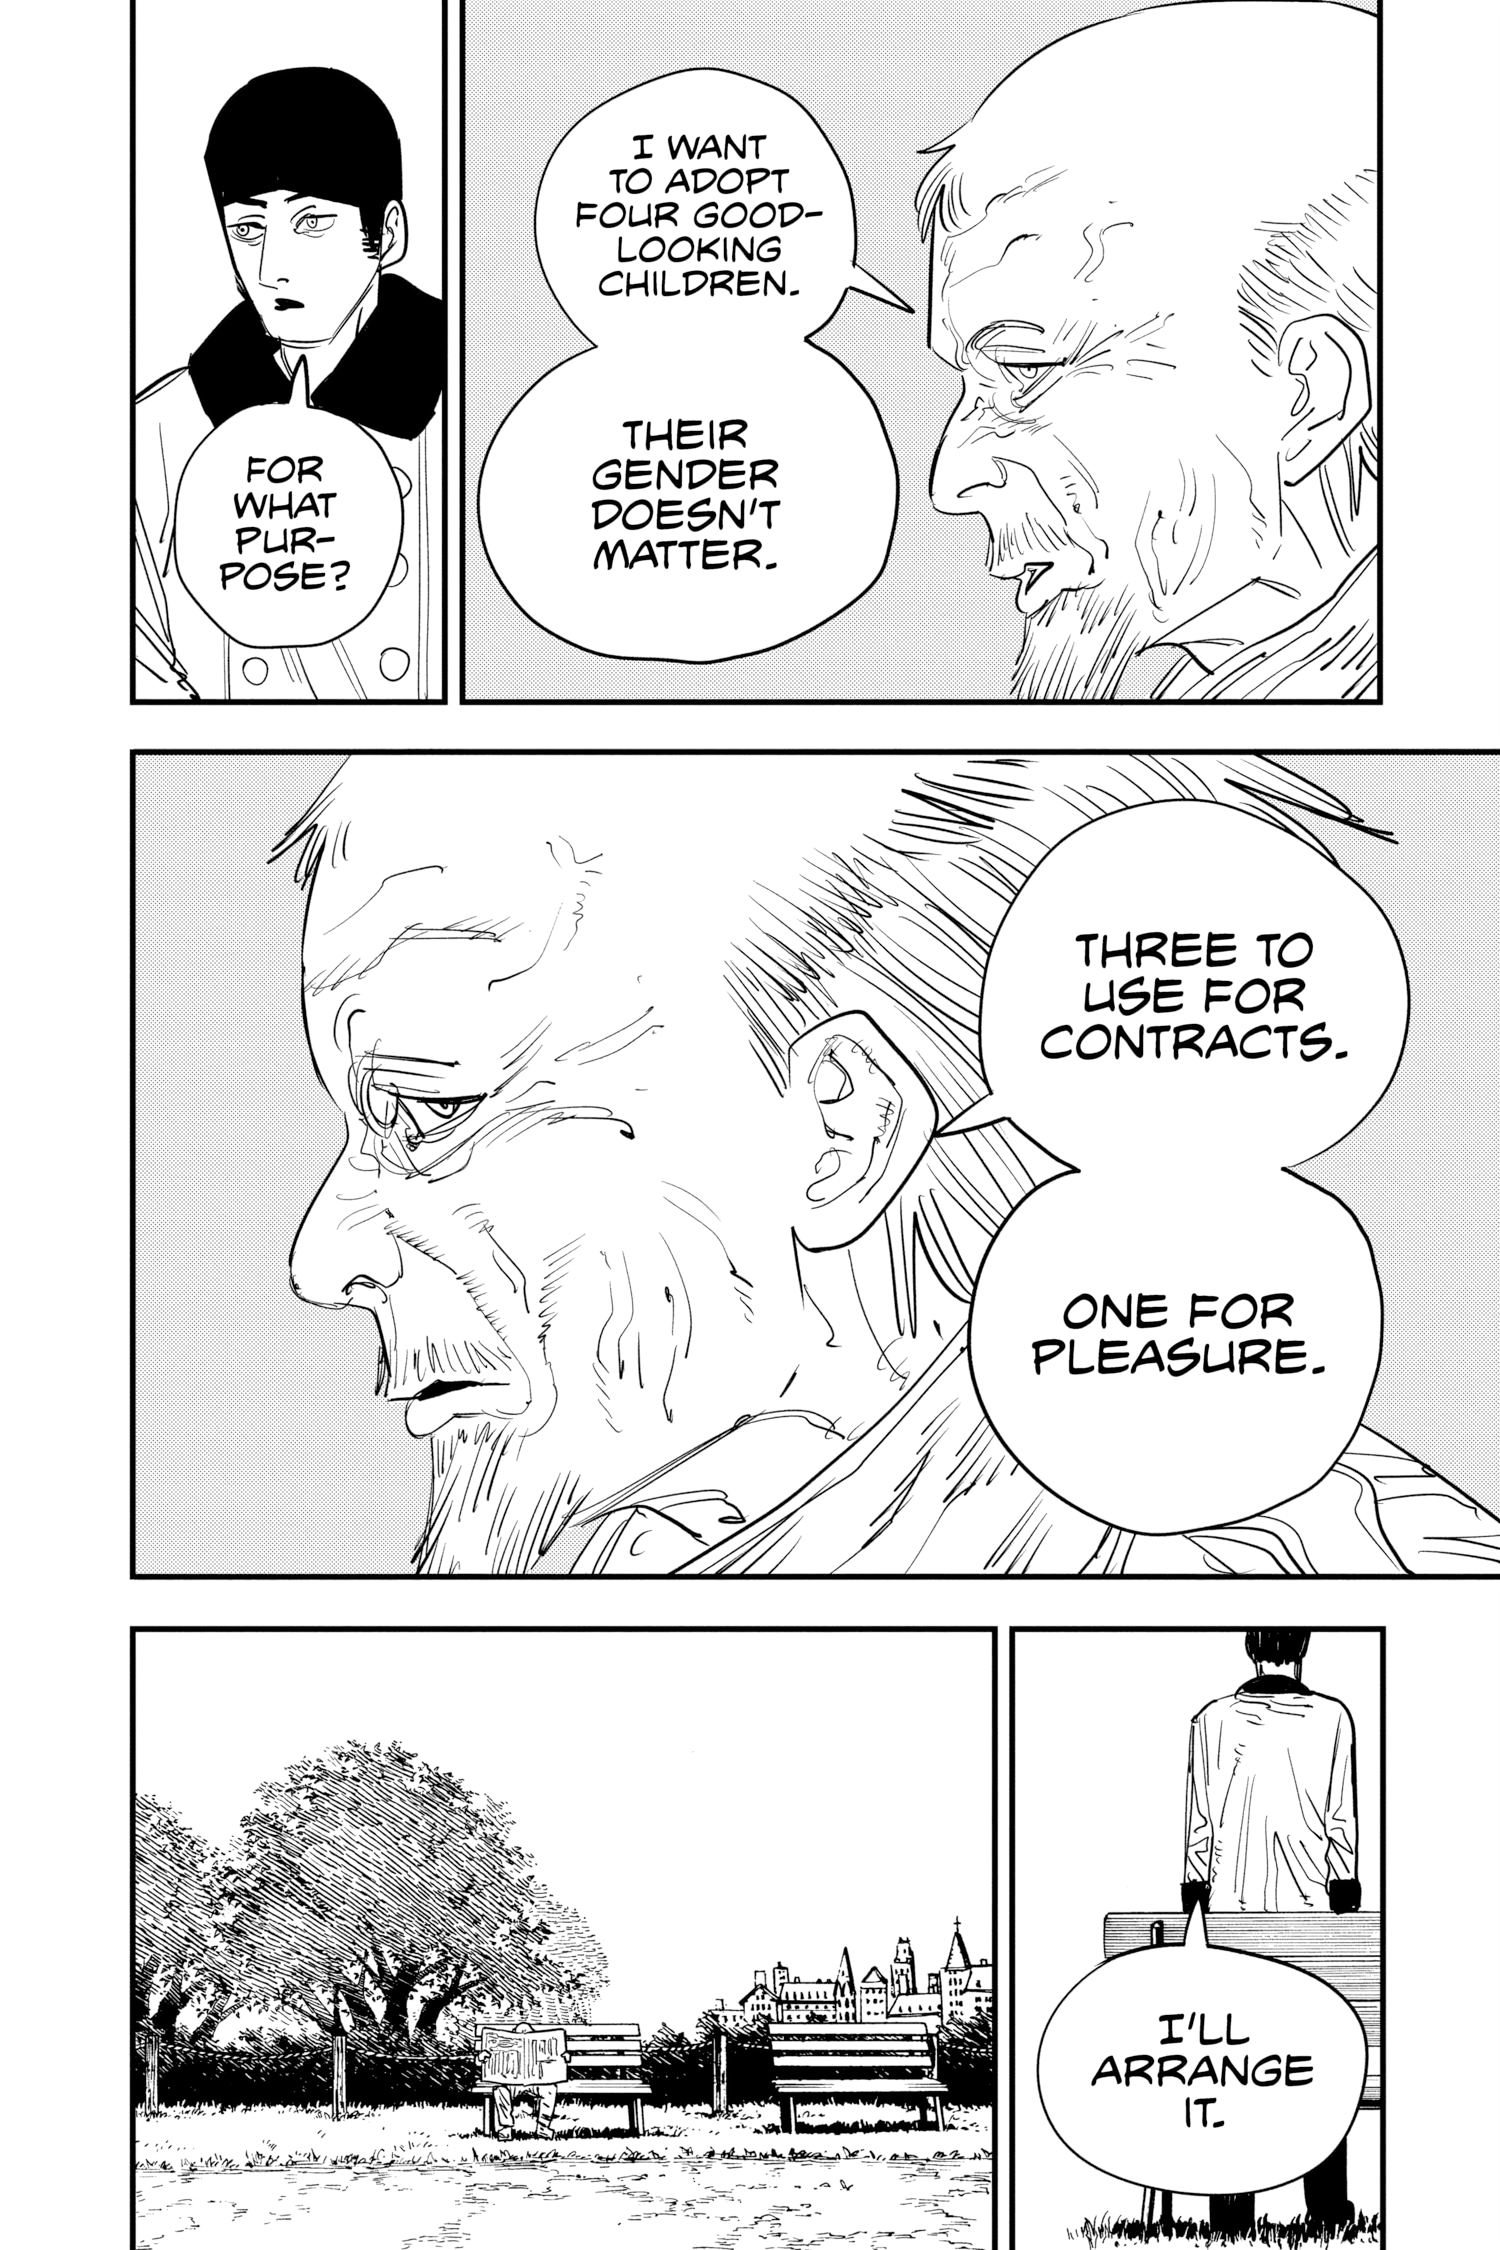 I WANT
TO ADOPT
FOUR GOOD-
LOOKING
CHILDREN.
THEIR
GENDER
DOESN'T
MATTER.
FOR
WHAT
PUR-
POSE?
THREE TO
USE FOR
CONTRACTS.
ONE FOR
PLEASURE.
I'LL
ARRANGE
IT.